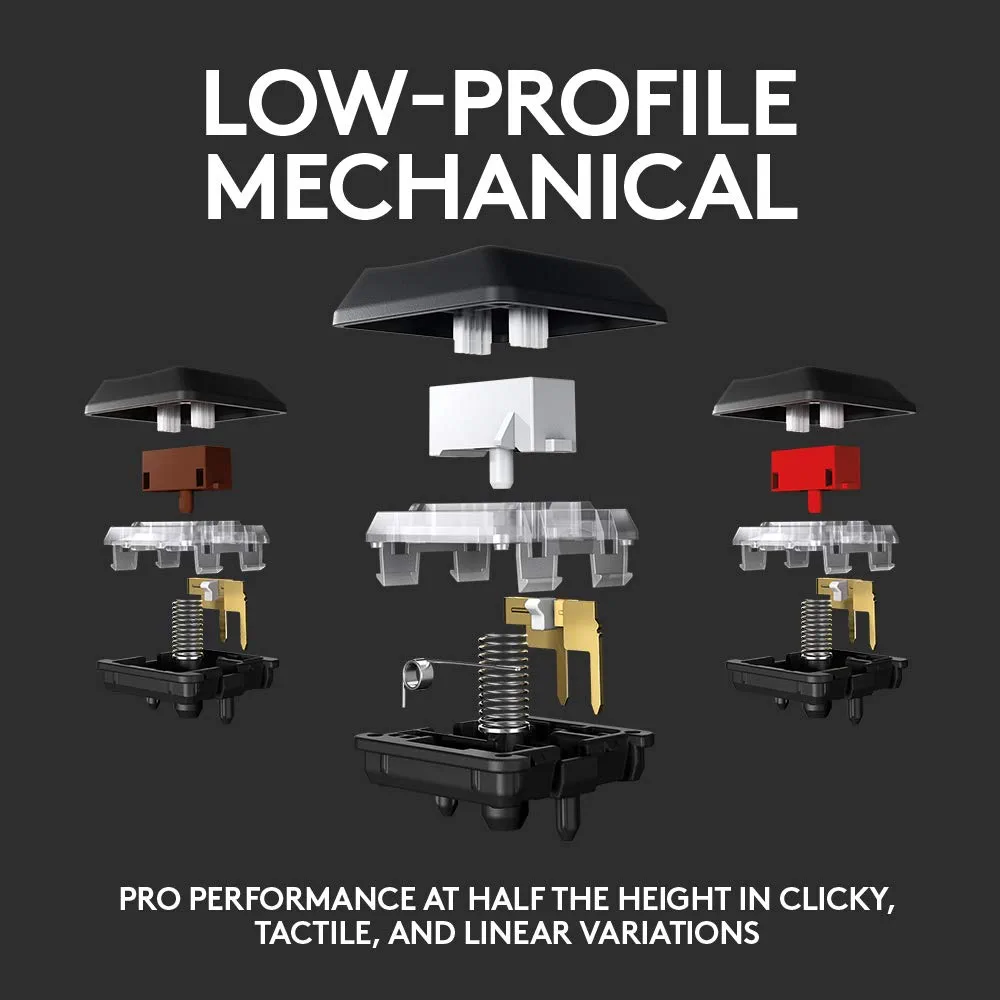 LOW-PROFILE
MECHANICAL
PRO PERFORMANCE AT HALF THE HEIGHT IN CLICKY,
TACTILE, AND LINEAR VARIATIONS